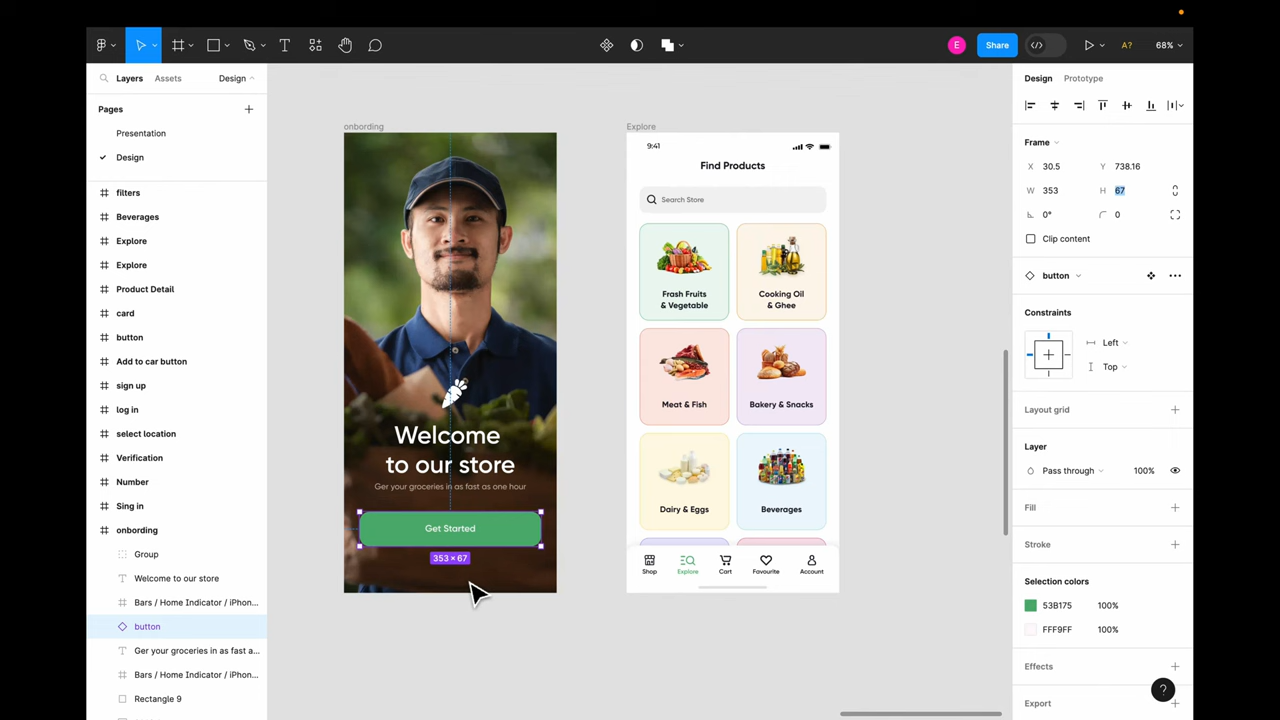 E
Share
A?
68%
Layers
Assets
Design
Design
Prototype
Pages
Presentation
Design
filters
Beverages
Explore
Explore
Product Detail
card
button
Add to car button
sign up
log in
select location
Verification
Number
Sing in
onbording
Group
Welcome to our store
Bars / Home Indicator / iPhon...
button
Ger your groceries in as fast a...
Bars / Home Indicator / iPhon...
Rectangle 9
onbording
Welcome
to our store
Ger your groceries in as fast as one hour
Get Started
353 × 67
Explore
9:41
Find Products
Search Store
Frash Fruits
& Vegetable
Cooking Oil
& Ghee
Meat & Fish
Bakery & Snacks
Dairy & Eggs
Beverages
Shop
Explore
Cart
Favourite
Account
Frame
X 30.5
Y 738.16
W 353
H 67
0°
0
Clip content
button
Constraints
Left
Top
Layout grid
Layer
Pass through
100%
Fill
Stroke
Selection colors
53B175 100%
FFF9FF 100%
Effects
Export
?